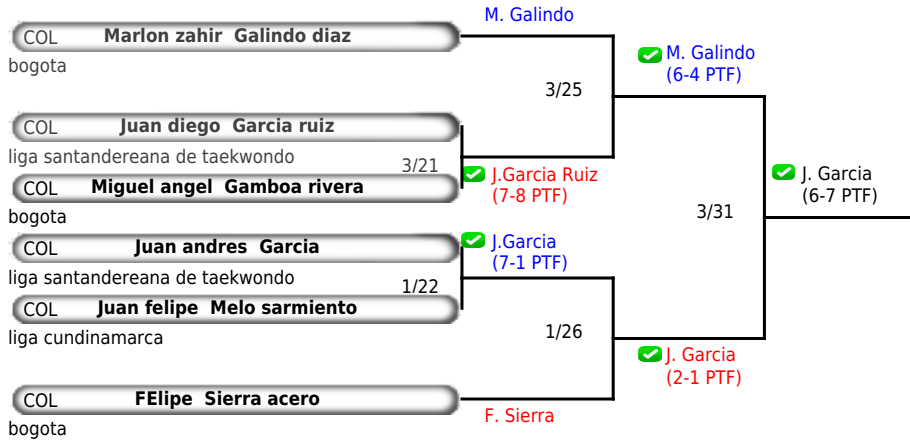 M. Galindo
COL Marlon zahir Galindo diaz
bogota
M. Galindo
(6-4 PTF)
3/25
COL Juan diego Garcia ruiz
liga santandereana de taekwondo
3/21
J.Garcia Ruiz
(7-8 PTF)
COL Miguel angel Gamboa rivera
bogota
J. Garcia
(6-7 PTF)
3/31
COL Juan andres Garcia
liga santandereana de taekwondo
J.Garcia
(7-1 PTF)
1/22
COL Juan felipe Melo sarmiento
liga cundinamarca
1/26
J. Garcia
(2-1 PTF)
COL FElipe Sierra acero
bogota
F. Sierra